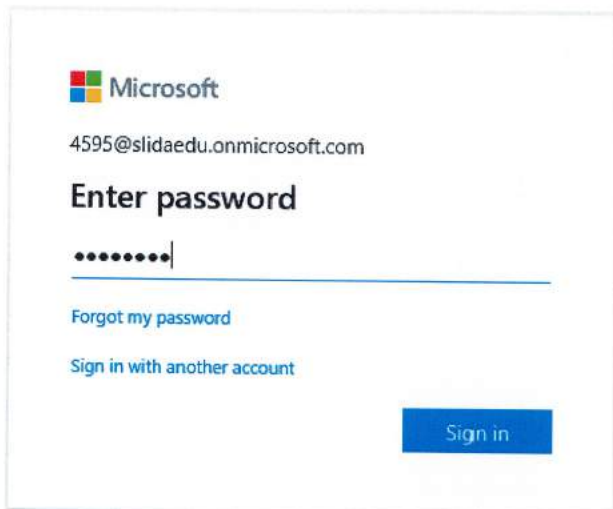 Microsoft
4595@slidaedu.onmicrosoft.com
Enter password
••••••••
Forgot my password
Sign in with another account
Sign in